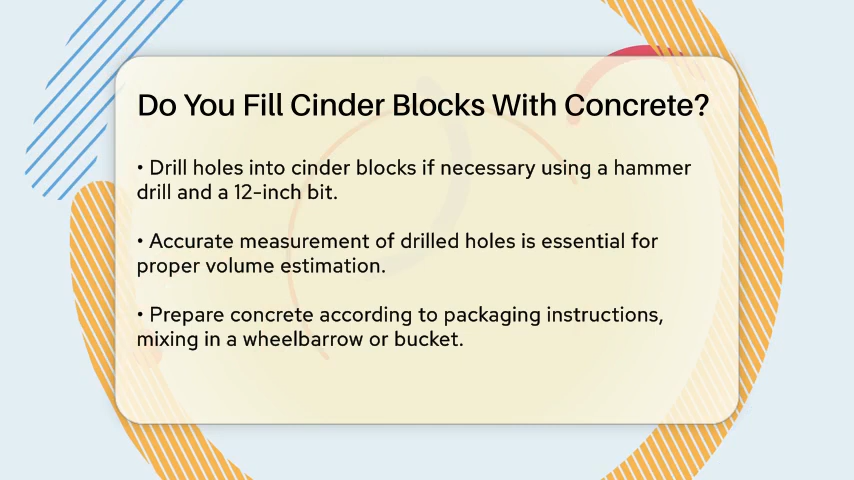 Do You Fill Cinder Blocks With Concrete?
• Drill holes into cinder blocks if necessary using a hammer
drill and a 12-inch bit.
• Accurate measurement of drilled holes is essential for
proper volume estimation.
• Prepare concrete according to packaging instructions,
mixing in a wheelbarrow or bucket.